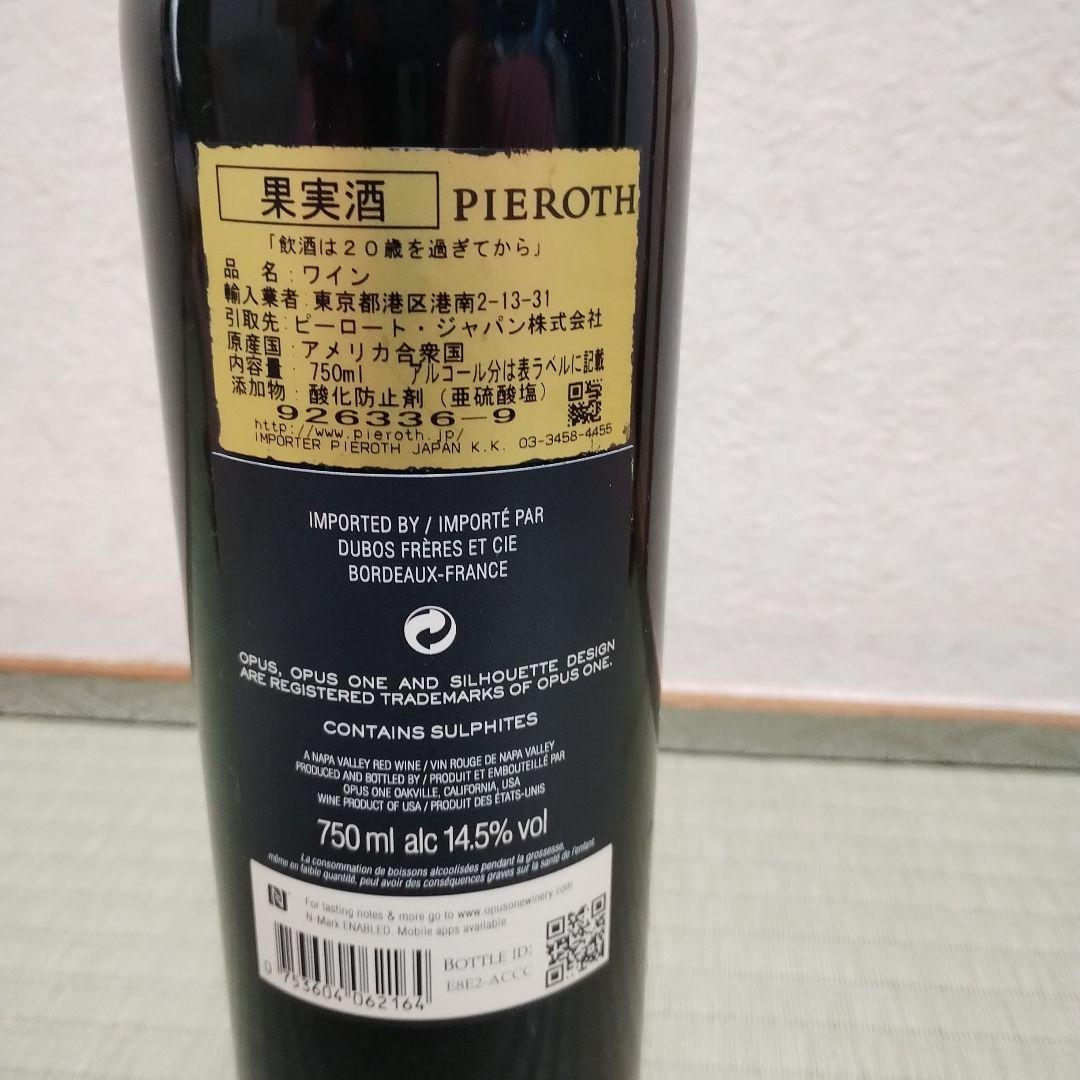 果実酒 PIEROTH
「飲酒は20歳を過ぎてから」
品 名:ワイン
輸入業者:東京都港区港南2-13-31
引取先:ピーロート・ジャパン株式会社
原産国:アメリカ合衆国
内容量:750ml アルコール分は表ラベルに記載
添加物:酸化防止剤(亜硫酸塩)
926336-9
http://www.pieroth.jp/
IMPORTER PIEROTH JAPAN K.K. 03-3458-4455
IMPORTED BY / IMPORTÉ PAR
DUBOS FRÈRES ET CIE
BORDEAUX-FRANCE
OPUS, OPUS ONE AND SILHOUETTE DESIGN
ARE REGISTERED TRADEMARKS OF OPUS ONE.
CONTAINS SULPHITES
A NAPA VALLEY RED WINE / VIN ROUGE DE NAPA VALLEY
PRODUCED AND BOTTLED BY / PRODUIT ET EMBOUTEILLÉ PAR
OPUS ONE OAKVILLE, CALIFORNIA, USA
WINE PRODUCT OF USA / PRODUIT DES ÉTATS-UNIS
750 ml alc 14.5% vol
La consommation de boissons alcoolisées pendant la grossesse,
même en faible quantité, peut avoir des conséquences graves sur la santé de l'enfant.
For tasting notes & more go to www.opusonewinery.com
N-Mark ENABLED. Mobile apps available.
BOTTLE ID:
E8E2-ACCC
0 753604 062164